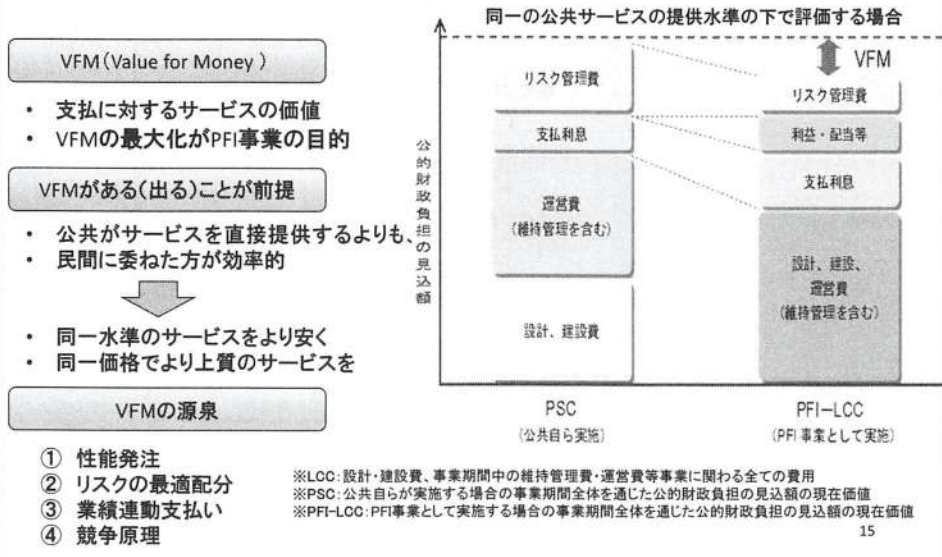 VFM(Value for Money )
・ 支払に対するサービスの価値
・ VFMの最大化がPFI事業の目的
VFMがある(出る)ことが前提
・ 公共がサービスを直接提供するよりも、
・ 民間に委ねた方が効率的
・ 同一水準のサービスをより安く
・ 同一価格でより上質のサービスを
VFMの源泉
① 性能発注
② リスクの最適配分
③ 業績連動支払い
④ 競争原理
同一の公共サービスの提供水準の下で評価する場合
公的財政負担の見込額
リスク管理費
支払利息
運営費
(維持管理を含む)
設計、建設費
PSC
(公共自ら実施)
VFM
リスク管理費
利益・配当等
支払利息
設計、建設、
運営費
(維持管理を含む)
PFI-LCC
(PFI事業として実施)
※LCC:設計・建設費、事業期間中の維持管理費・運営費等事業に関わる全ての費用
※PSC:公共自らが実施する場合の事業期間全体を通じた公的財政負担の見込額の現在価値
※PFI-LCC:PFI事業として実施する場合の事業期間全体を通じた公的財政負担の見込額の現在価値
15